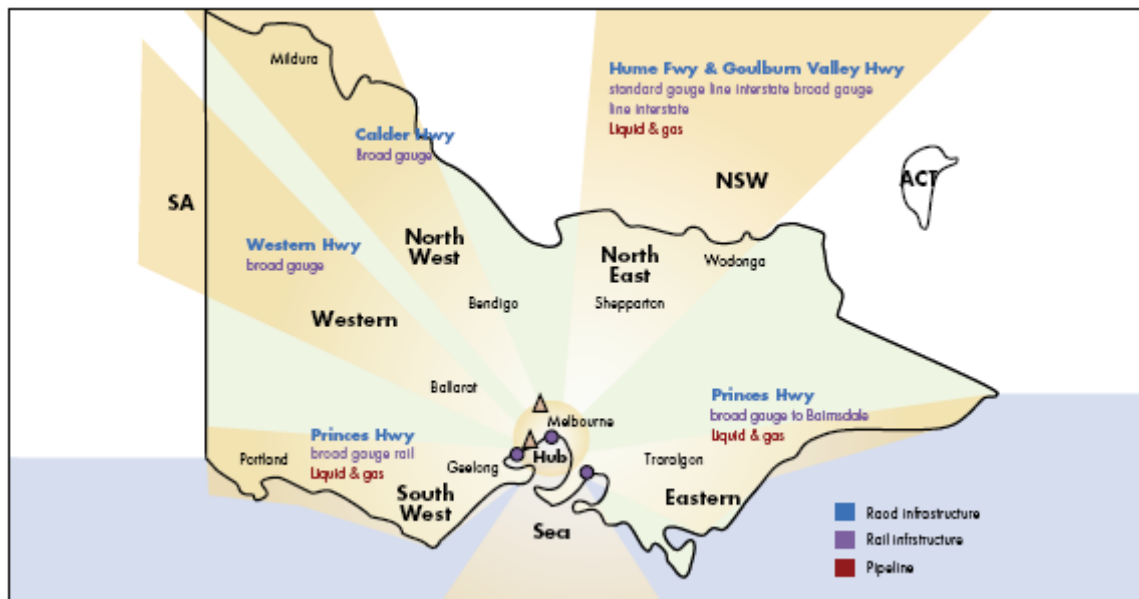 Mildura
Hume Fwy & Goulburn Valley Hwy
standard gauge line interstate broad gauge
line interstate
Liquid & gas
Calder Hwy
Broad gauge
NSW
ACT
SA
Western Hwy
broad gauge
North
West
North
East
Wodonga
Bendigo
Shepparton
Western
Ballarat
Princes Hwy
broad gauge to Bairnsdale
Liquid & gas
Melbourne
Hub
Princes Hwy
broad gauge rail
Liquid & gas
Portland
Geelong
Traralgon
South
West
Eastern
Sea
Raod infrastructure
Rail infrstructure
Pipeline